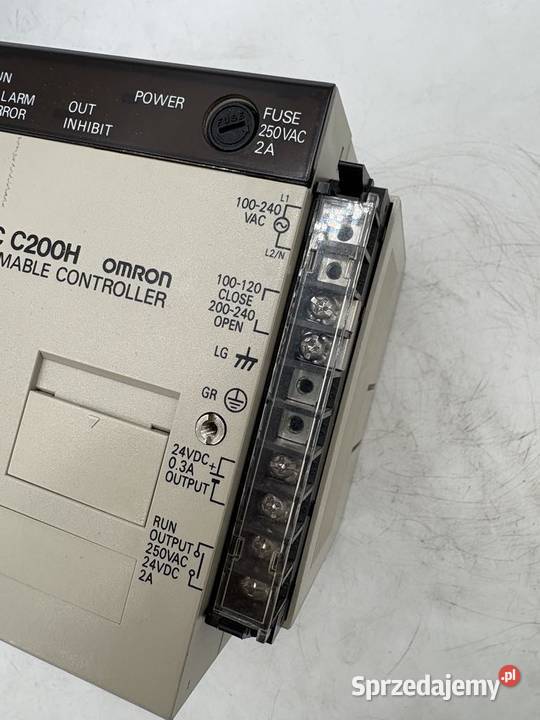 UN
LARM
RROR
OUT
INHIBIT
POWER
FUSE
FUSE
250VAC
2A
L1
100-240
VAC
L2/N
C C200H OMRON
MABLE CONTROLLER
100-120
CLOSE
200-240
OPEN
LG
GR
24VDC +
0.3A
OUTPUT -
RUN
OUTPUT
250VAC
24VDC
2A
Sprzedajemy.pl